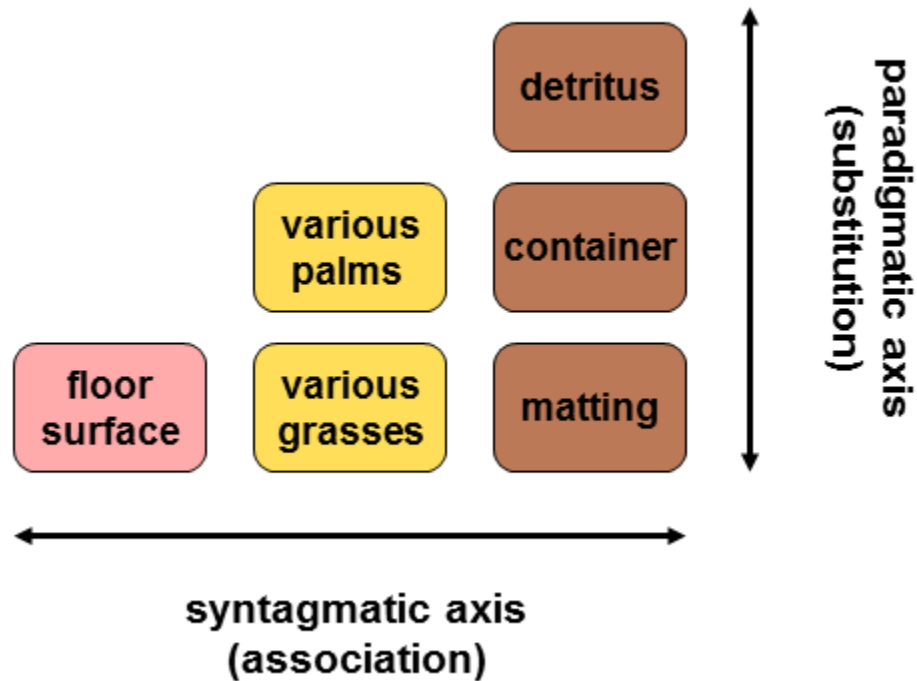 detritus
various
palms
container
floor
surface
various
grasses
matting
paradigmatic axis
(substitution)
syntagmatic axis
(association)